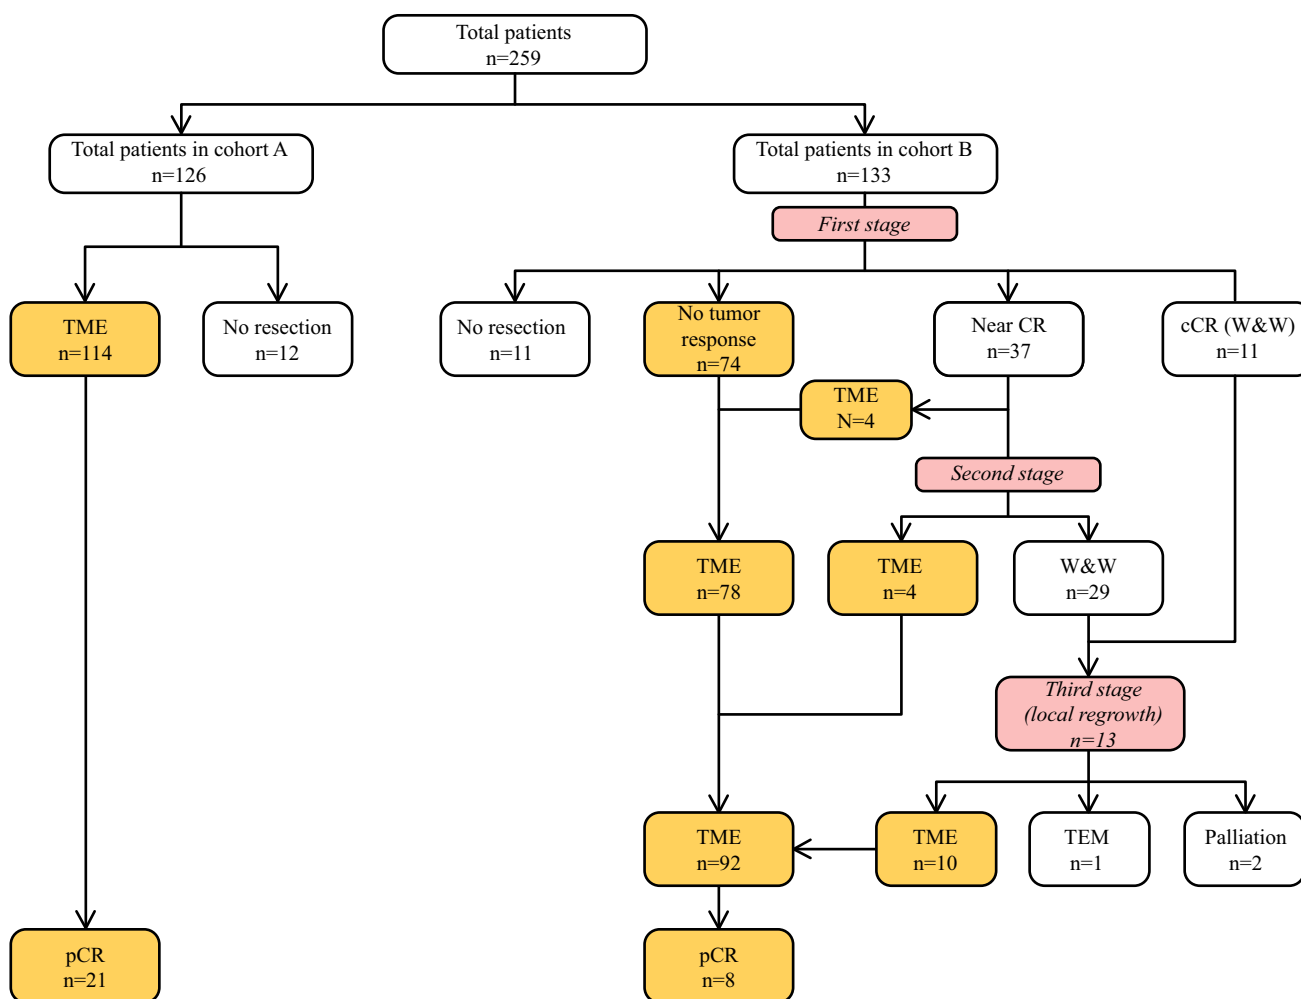 Total patients
n=259
Total patients in cohort A
n=126
Total patients in cohort B
n=133
First stage
TME
n=114
No resection
n=12
No resection
n=11
No tumor
response
n=74
Near CR
n=37
cCR (W&W)
n=11
TME
N=4
Second stage
TME
n=78
TME
n=4
W&W
n=29
Third stage
(local regrowth)
n=13
TME
n=92
TME
n=10
TEM
n=1
Palliation
n=2
pCR
n=21
pCR
n=8